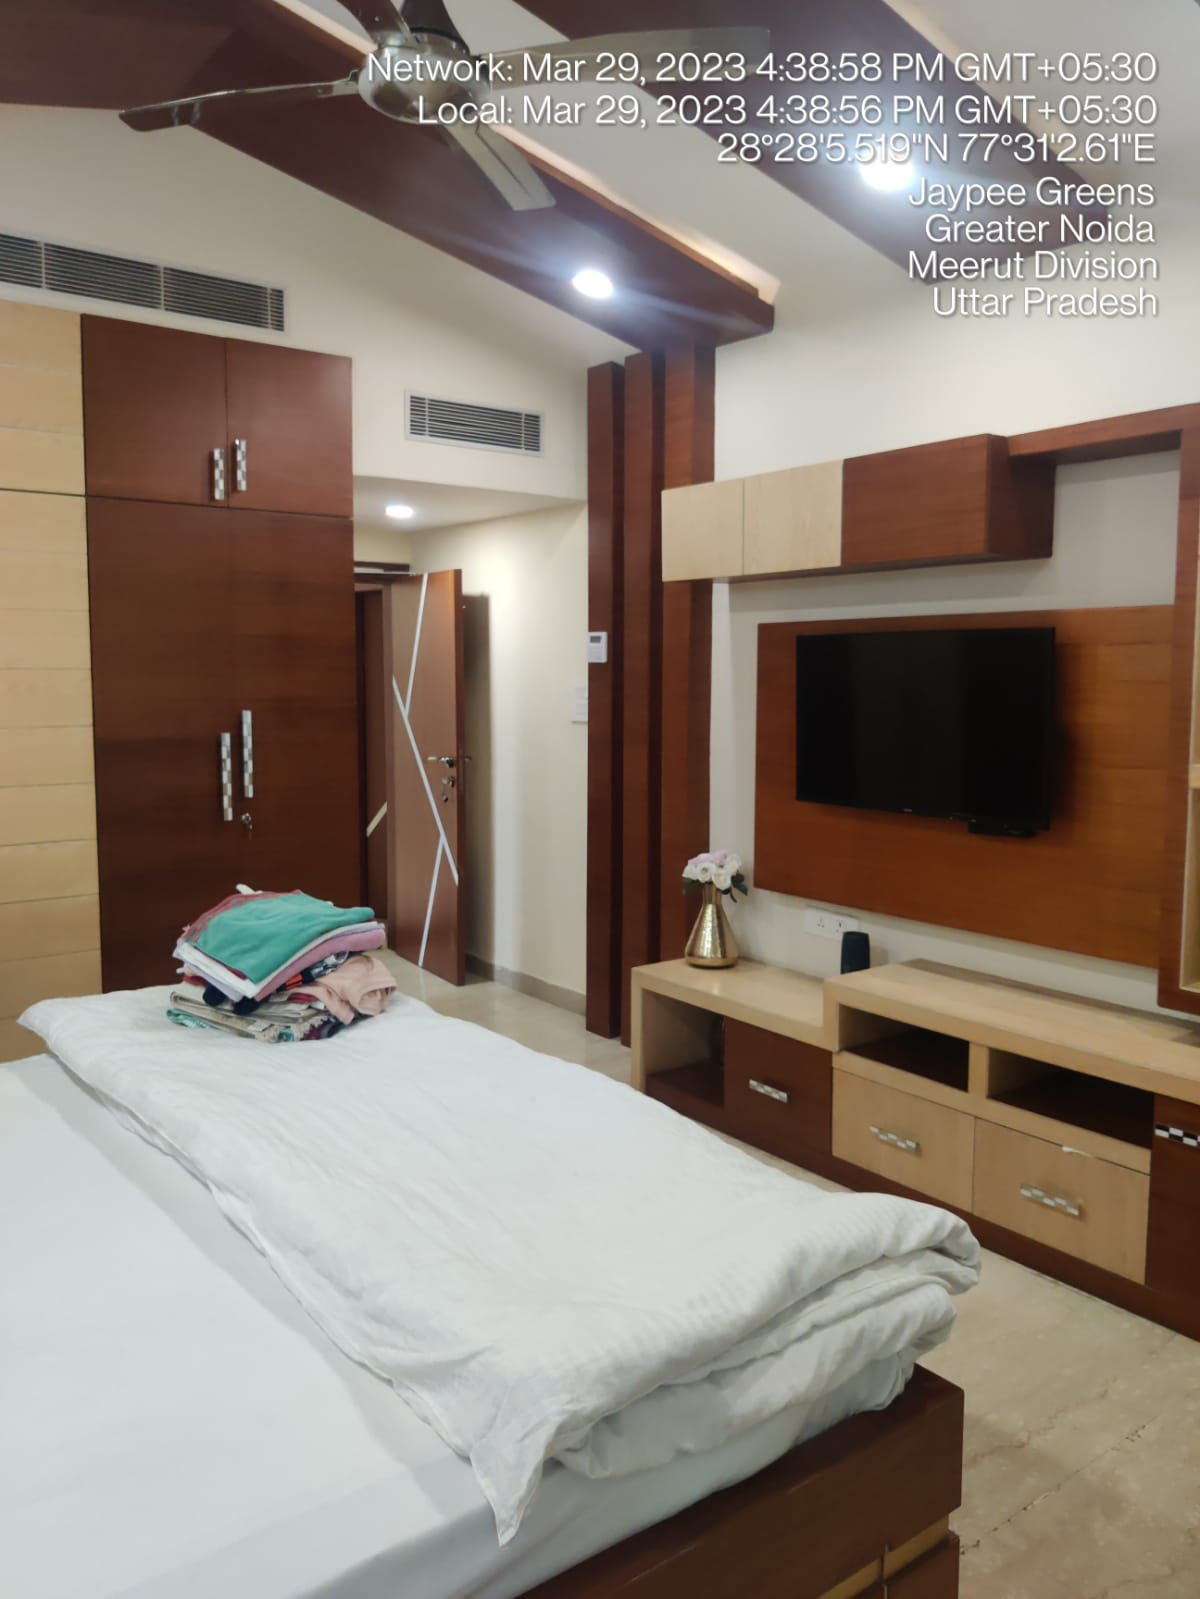 Network: Mar 29, 2023 4:38:58 PM GMT+05:30
Local: Mar 29, 2023 4:38:56 PM GMT+05:30
28°28'5.519"N 77°31'2.61"E
Jaypee Greens
Greater Noida
Meerut Division
Uttar Pradesh